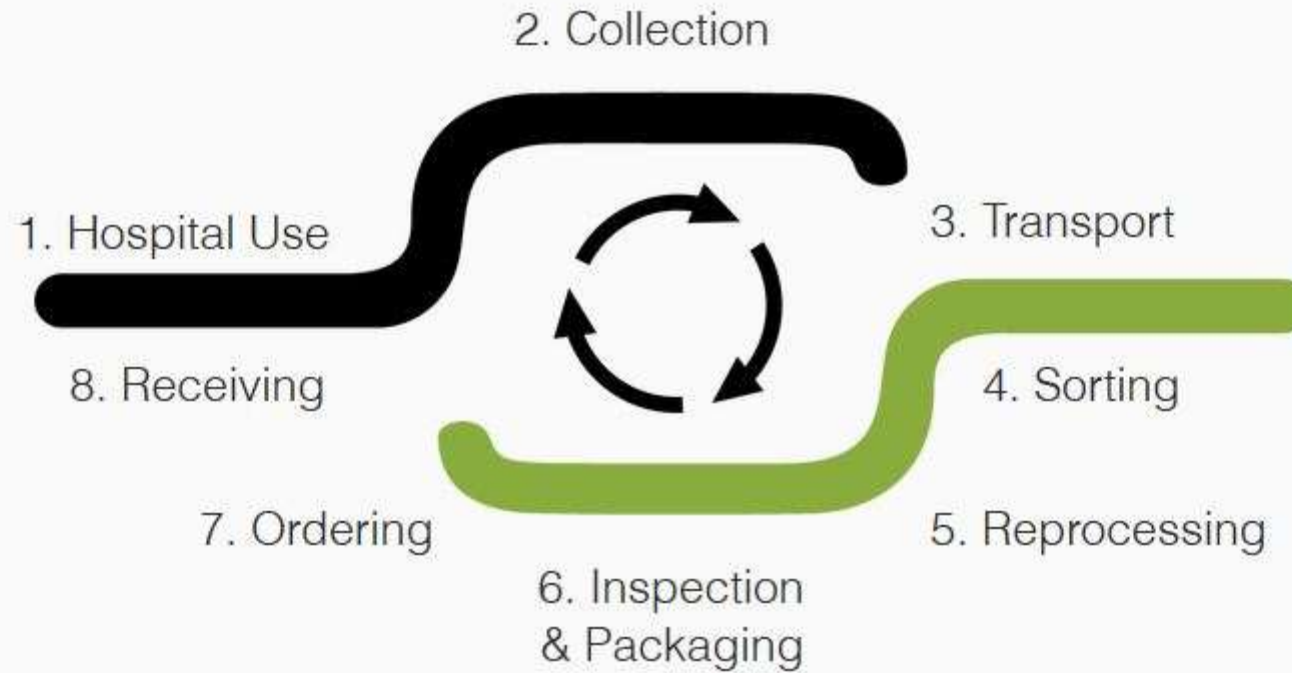 2. Collection
1. Hospital Use
3. Transport
8. Receiving
4. Sorting
7. Ordering
5. Reprocessing
6. Inspection
& Packaging